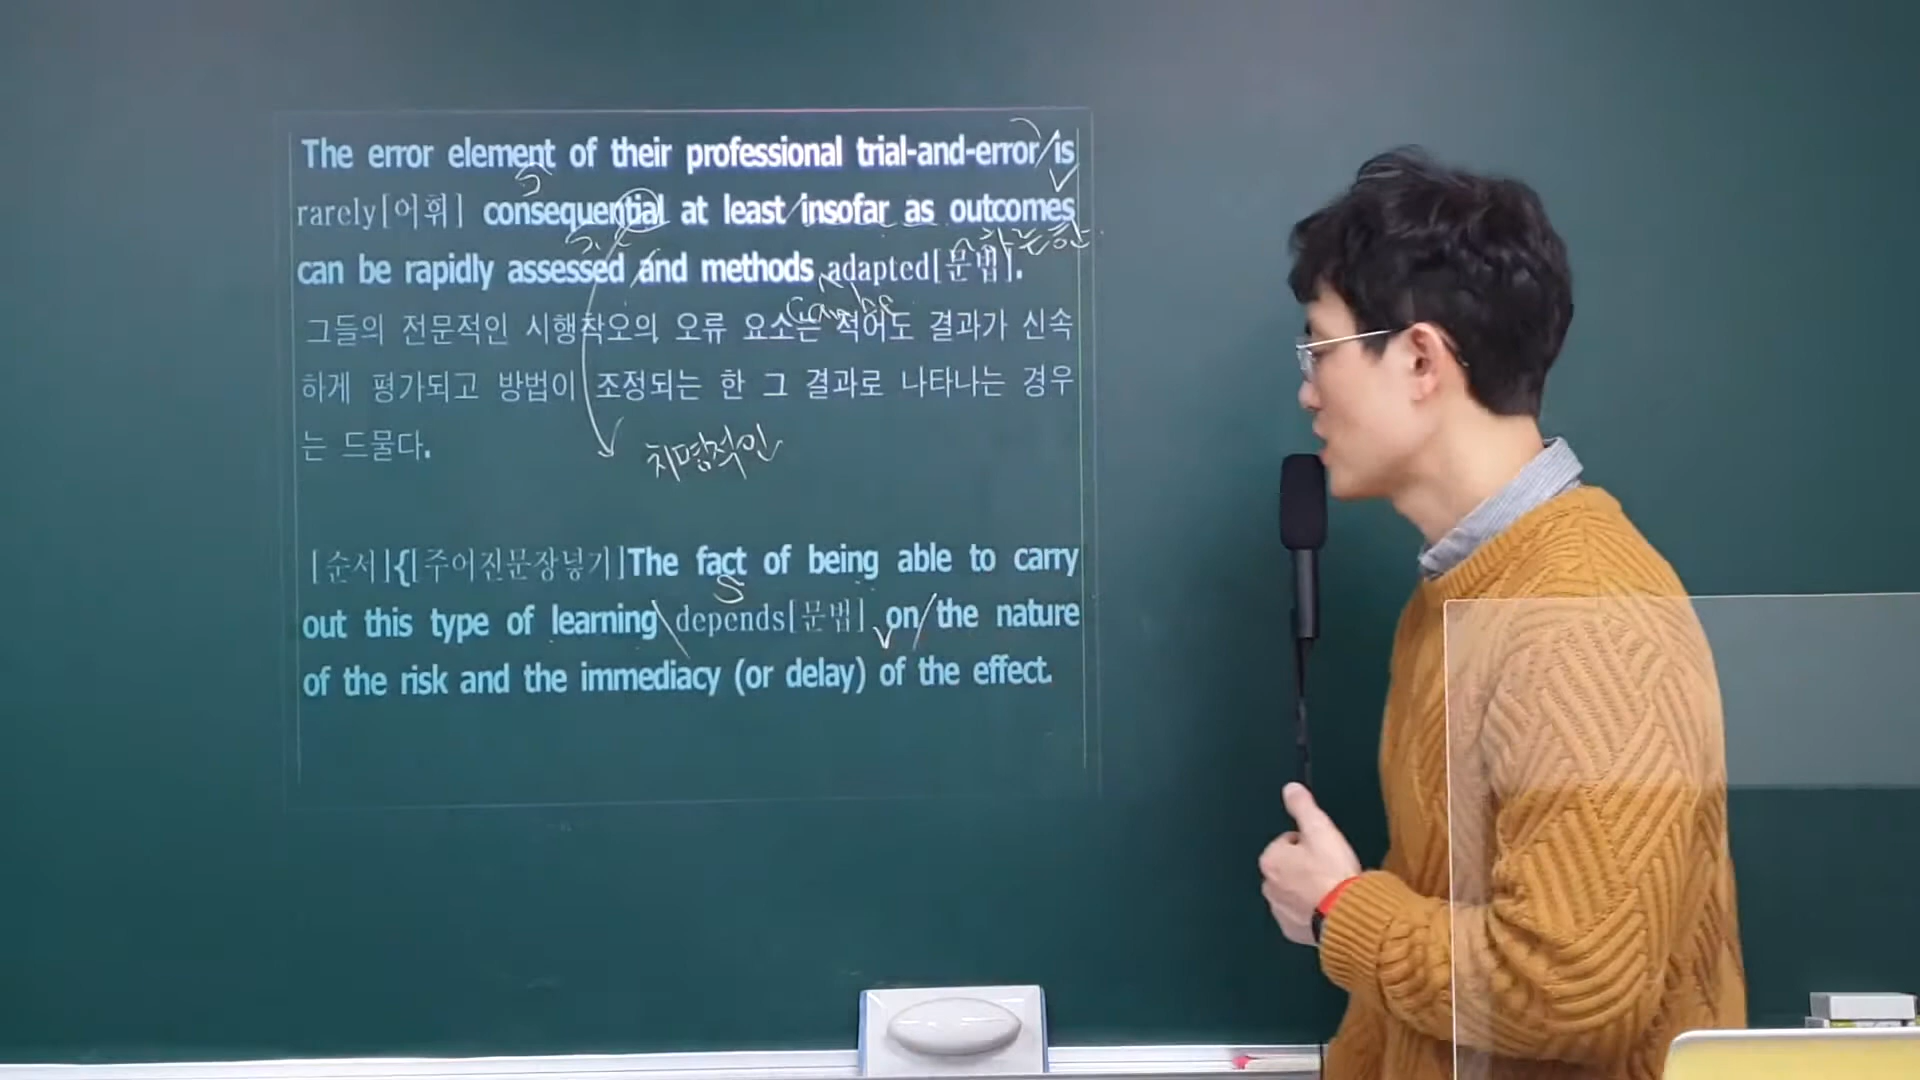 The error element of their professional trial-and-error is
rarely[어휘] consequential at least insofar as outcomes
~하는한
can be rapidly assessed and methods adapted[문법].
can be
그들의 전문적인 시행착오의 오류 요소는 적어도 결과가 신속
하게 평가되고 방법이 조정되는 한 그 결과로 나타나는 경우
는 드물다.
치명적인
[순서]{[주어진문장넣기]The fact of being able to carry
S
out this type of learning depends[문법] on the nature
of the risk and the immediacy (or delay) of the effect.